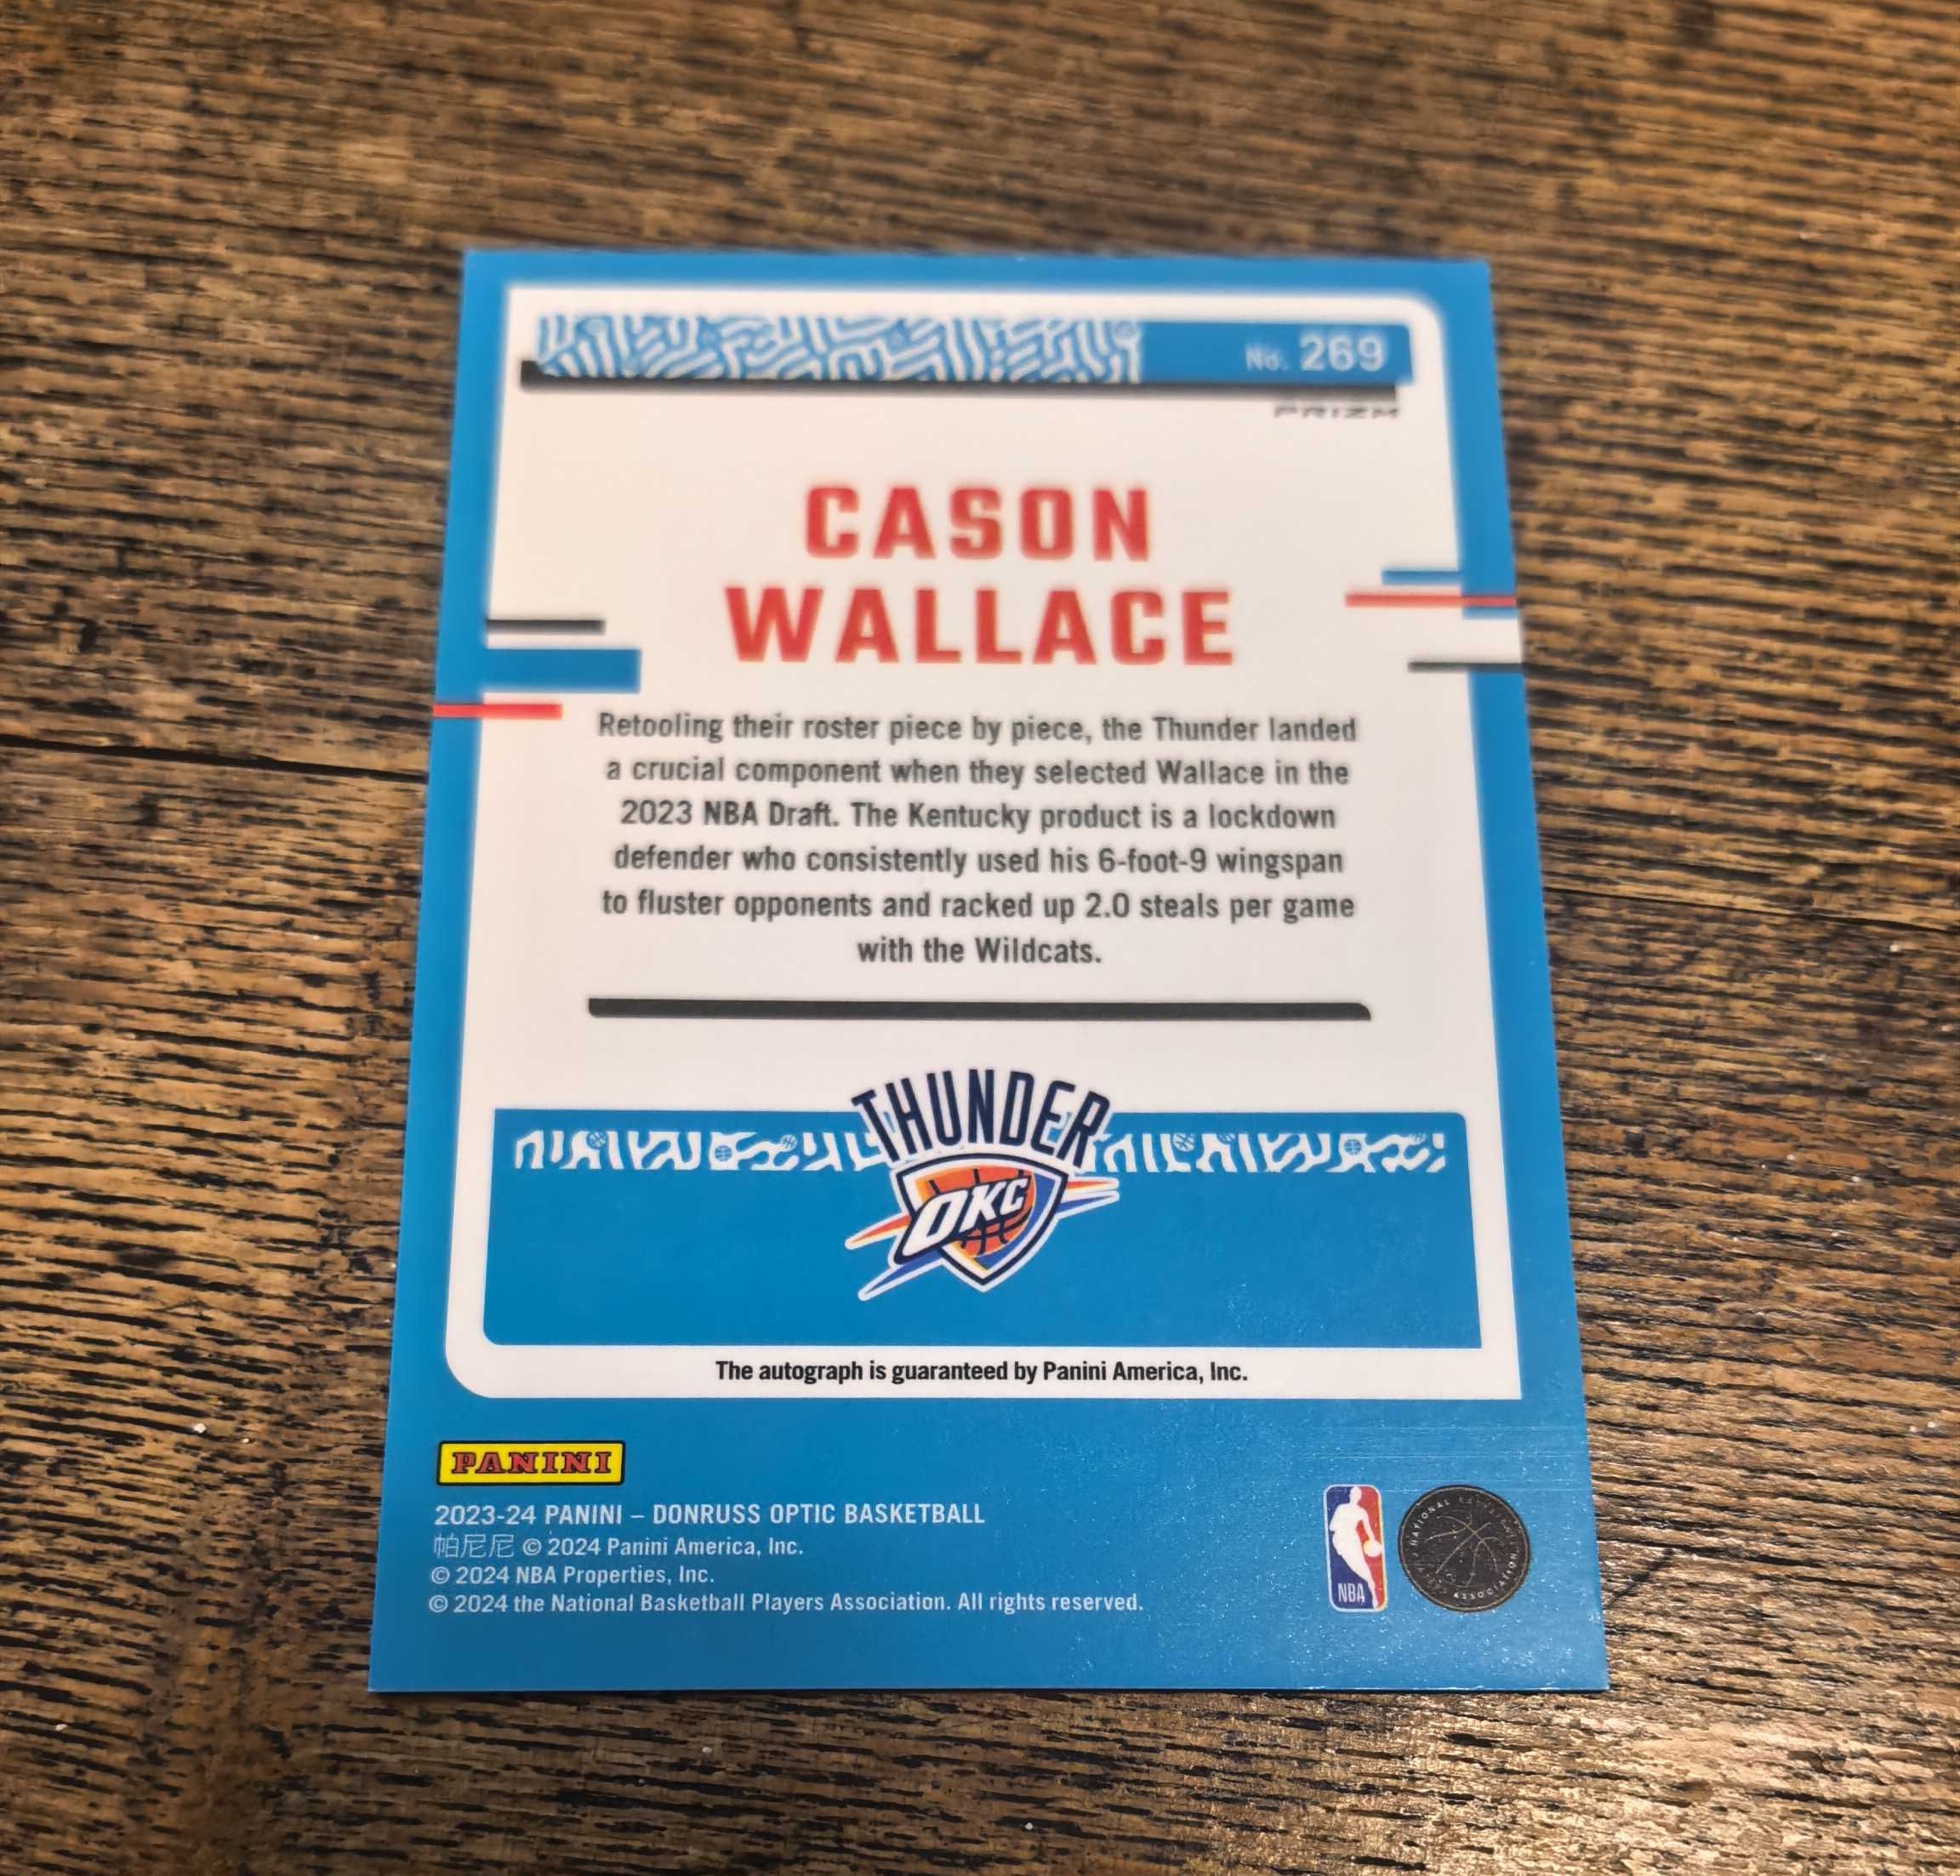 No. 269
PRIZM
CASON
WALLACE
Retooling their roster piece by piece, the Thunder landed
a crucial component when they selected Wallace in the
2023 NBA Draft. The Kentucky product is a lockdown
defender who consistently used his 6-foot-9 wingspan
to fluster opponents and racked up 2.0 steals per game
with the Wildcats.
THUNDER
OKC
The autograph is guaranteed by Panini America, Inc.
PANINI
2023-24 PANINI – DONRUSS OPTIC BASKETBALL
帕尼尼 © 2024 Panini America, Inc.
© 2024 NBA Properties, Inc.
© 2024 the National Basketball Players Association. All rights reserved.
NBA
NATIONAL
ASSOCIATION